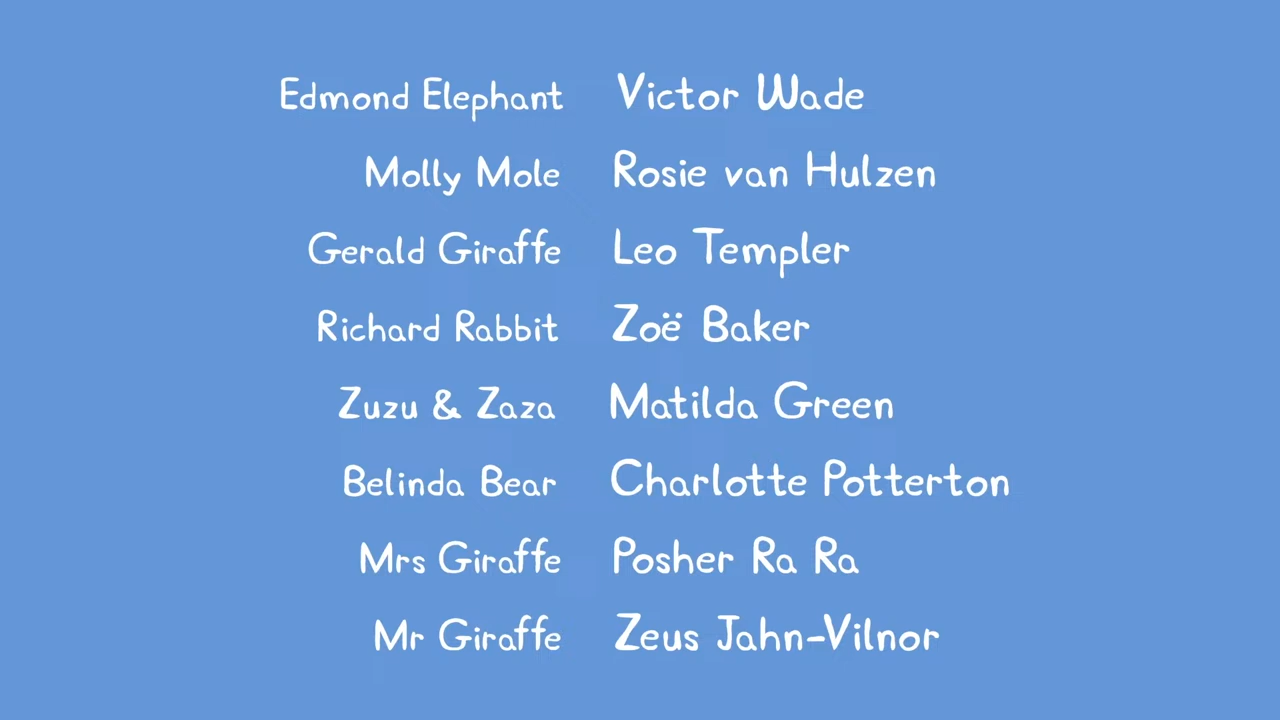 Edmond Elephant Victor Wade
Molly Mole Rosie van Hulzen
Gerald Giraffe Leo Templer
Richard Rabbit Zoë Baker
Zuzu & Zaza Matilda Green
Belinda Bear Charlotte Potterton
Mrs Giraffe Posher Ra Ra
Mr Giraffe Zeus Jahn-Vilnor